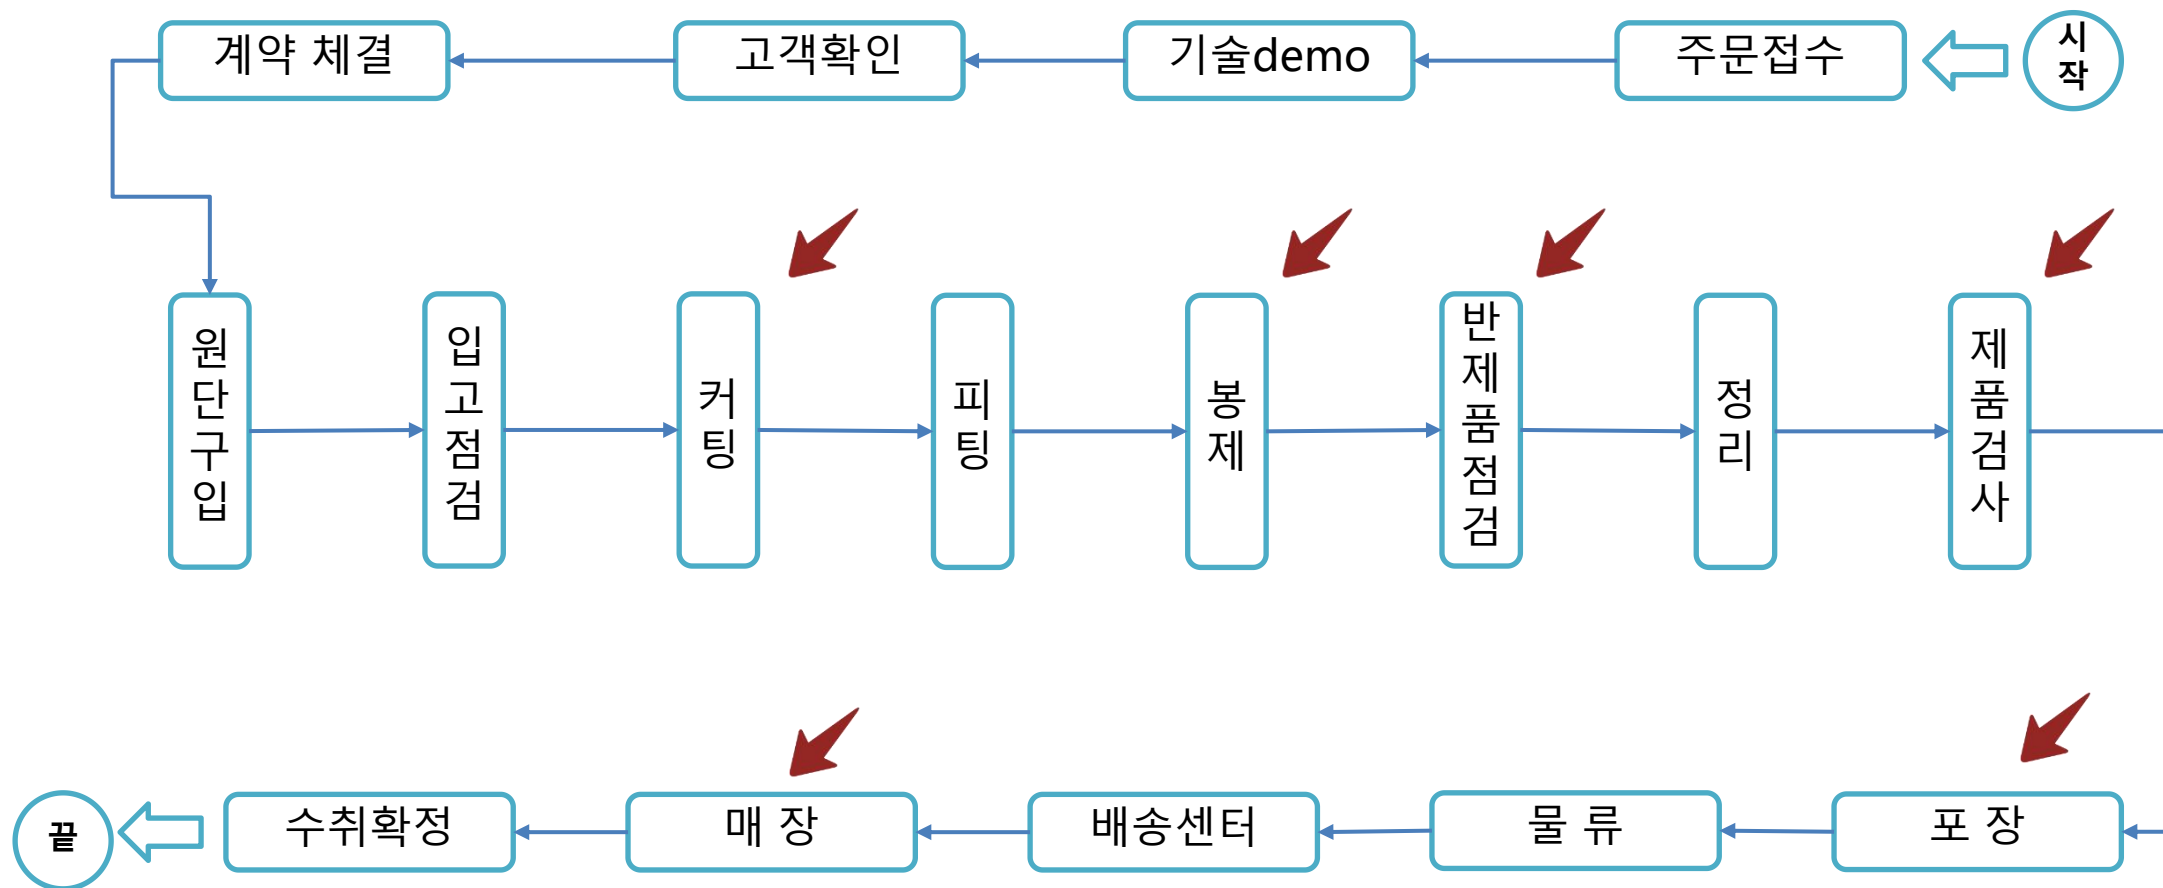 시
작
주문접수
기술demo
고객확인
계약 체결
원
단
구
입
입
고
점
검
커
팅
피
팅
봉
제
반
제
품
점
검
정
리
제
품
검
사
포 장
물 류
배송센터
매 장
수취확정
끝